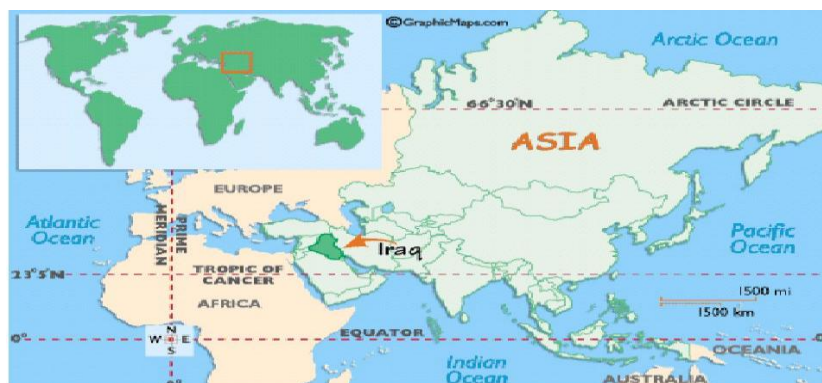 ©GraphicMaps.com
Arctic Ocean
66°30'N
ARCTIC CIRCLE
ASIA
EUROPE
Atlantic
Ocean
PRIME
MERIDIAN
Pacific
Ocean
Iraq
23°5'N
TROPIC OF
CANCER
AFRICA
1500 mi
1500 km
N
W E
S
EQUATOR
0°
OCEANIA
Indian
Ocean
AUSTRALIA